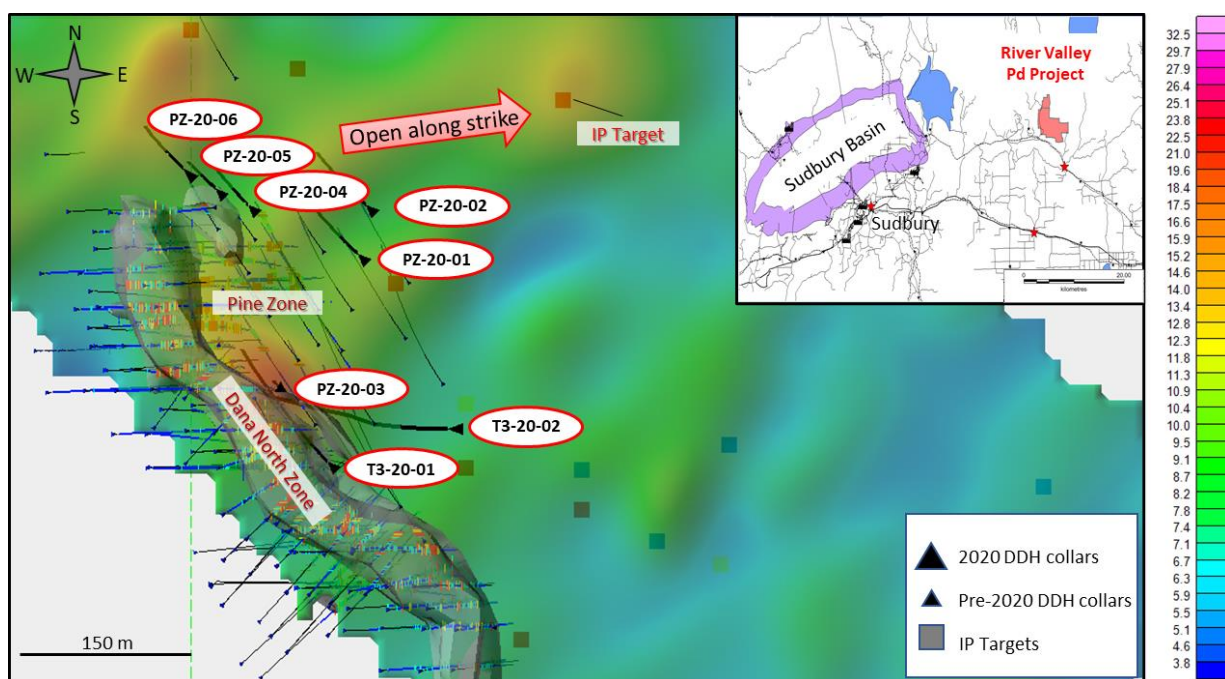 N
W
E
S
PZ-20-06
PZ-20-05
PZ-20-04
PZ-20-02
PZ-20-01
Open along strike
IP Target
Pine Zone
PZ-20-03
Dana North Zone
T3-20-02
T3-20-01
150 m
River Valley
Pd Project
Sudbury Basin
Sudbury
0
20.00
kilometres
2020 DDH collars
Pre-2020 DDH collars
IP Targets
32.5
29.7
27.9
26.4
25.1
23.8
22.5
21.0
19.6
18.4
17.5
16.6
15.9
15.2
14.6
14.0
13.4
12.8
12.3
11.8
11.3
10.9
10.4
10.0
9.5
9.1
8.7
8.2
7.8
7.4
7.1
6.7
6.3
5.9
5.5
5.1
4.6
3.8